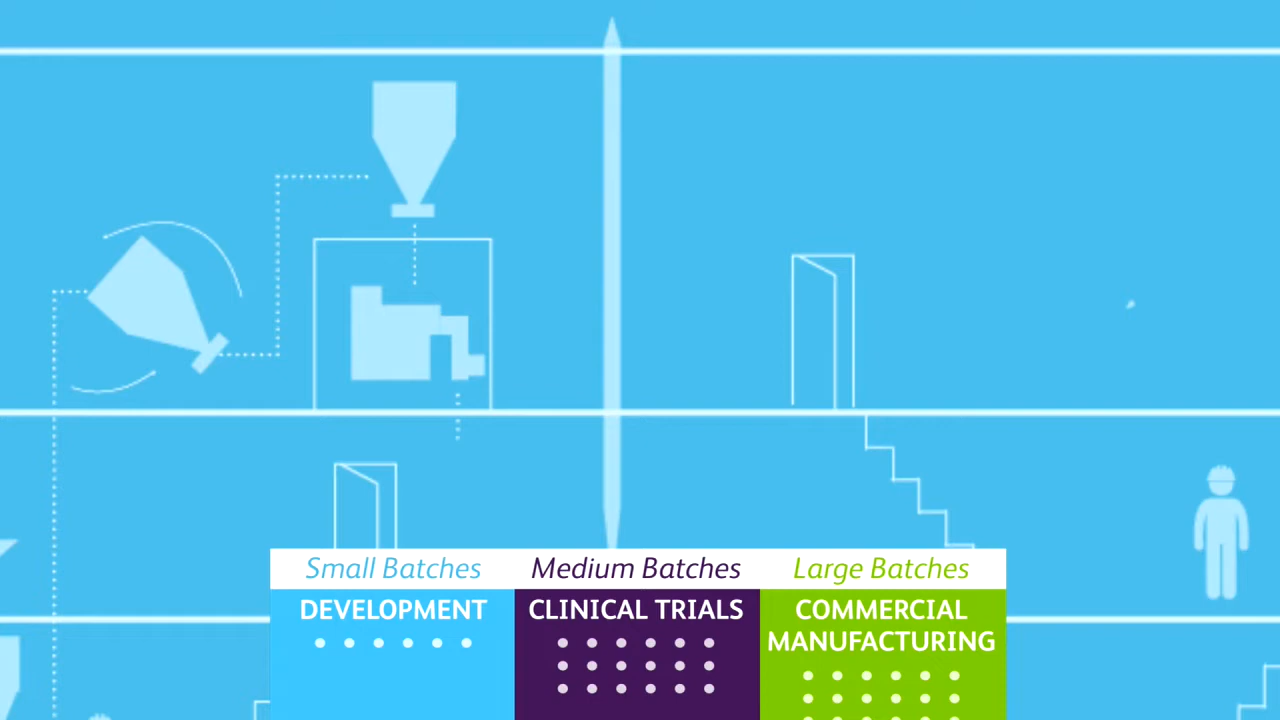 Small Batches
Medium Batches
Large Batches
DEVELOPMENT
CLINICAL TRIALS
COMMERCIAL
MANUFACTURING